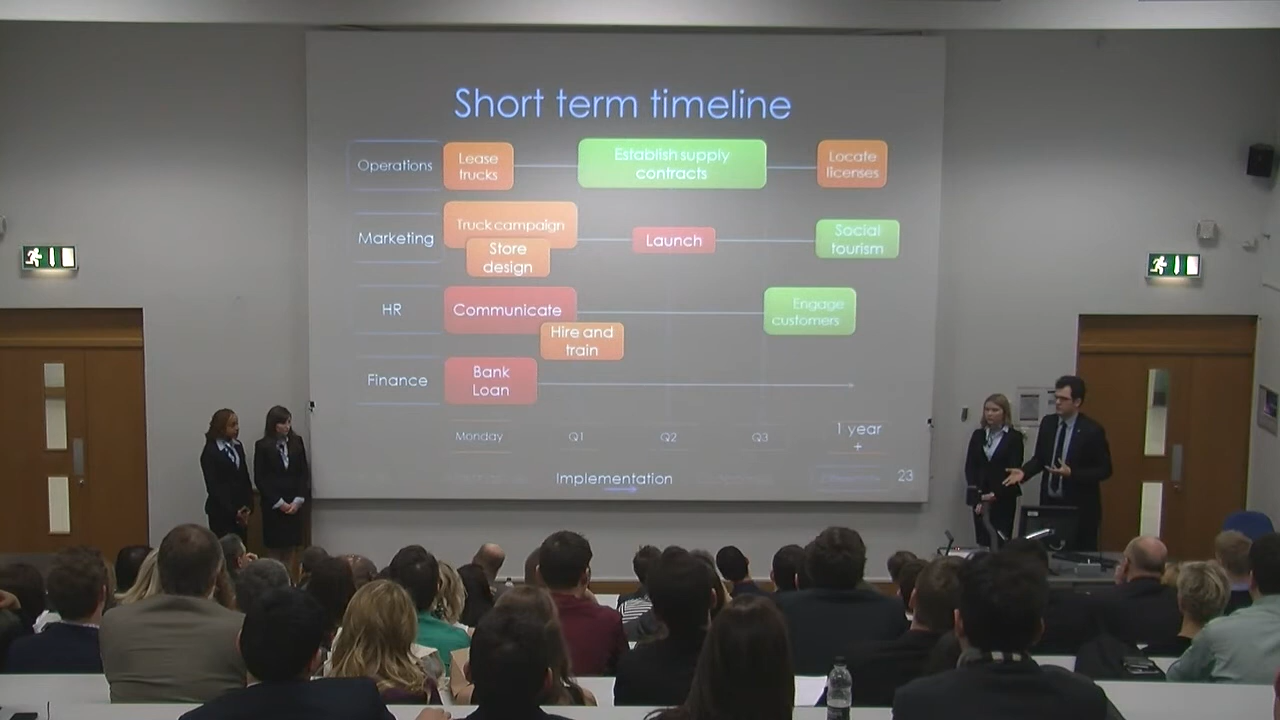 Short term timeline
Operations
Lease
trucks
Establish supply
contracts
Locate
licenses
Marketing
Truck campaign
Store
design
Launch
Social
tourism
HR
Communicate
Hire and
train
Engage
customers
Finance
Bank
Loan
Monday
Q1
Q2
Q3
1 year
+
Implementation
23